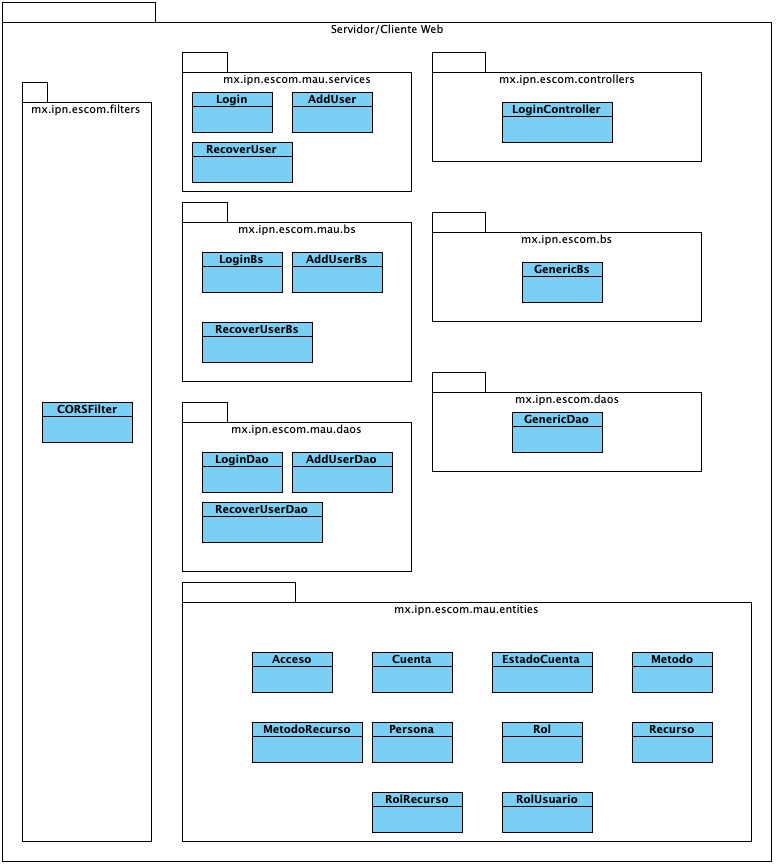 Servidor/Cliente Web
mx.ipn.escom.filters
CORSFilter
mx.ipn.escom.mau.services
Login
AddUser
RecoverUser
mx.ipn.escom.controllers
LoginController
mx.ipn.escom.mau.bs
LoginBs
AddUserBs
RecoverUserBs
mx.ipn.escom.bs
GenericBs
mx.ipn.escom.mau.daos
LoginDao
AddUserDao
RecoverUserDao
mx.ipn.escom.daos
GenericDao
mx.ipn.escom.mau.entities
Acceso
Cuenta
EstadoCuenta
Metodo
MetodoRecurso
Persona
Rol
Recurso
RolRecurso
RolUsuario